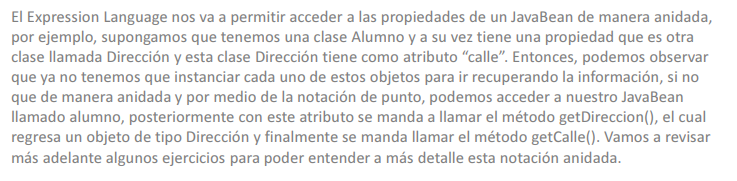 El Expression Language nos va a permitir acceder a las propiedades de un JavaBean de manera anidada,
por ejemplo, supongamos que tenemos una clase Alumno y a su vez tiene una propiedad que es otra
clase llamada Dirección y esta clase Dirección tiene como atributo “calle”. Entonces, podemos observar
que ya no tenemos que instanciar cada uno de estos objetos para ir recuperando la información, si no
que de manera anidada y por medio de la notación de punto, podemos acceder a nuestro JavaBean
llamado alumno, posteriormente con este atributo se manda a llamar el método getDireccion(), el cual
regresa un objeto de tipo Dirección y finalmente se manda llamar el método getCalle(). Vamos a revisar
más adelante algunos ejercicios para poder entender a más detalle esta notación anidada.